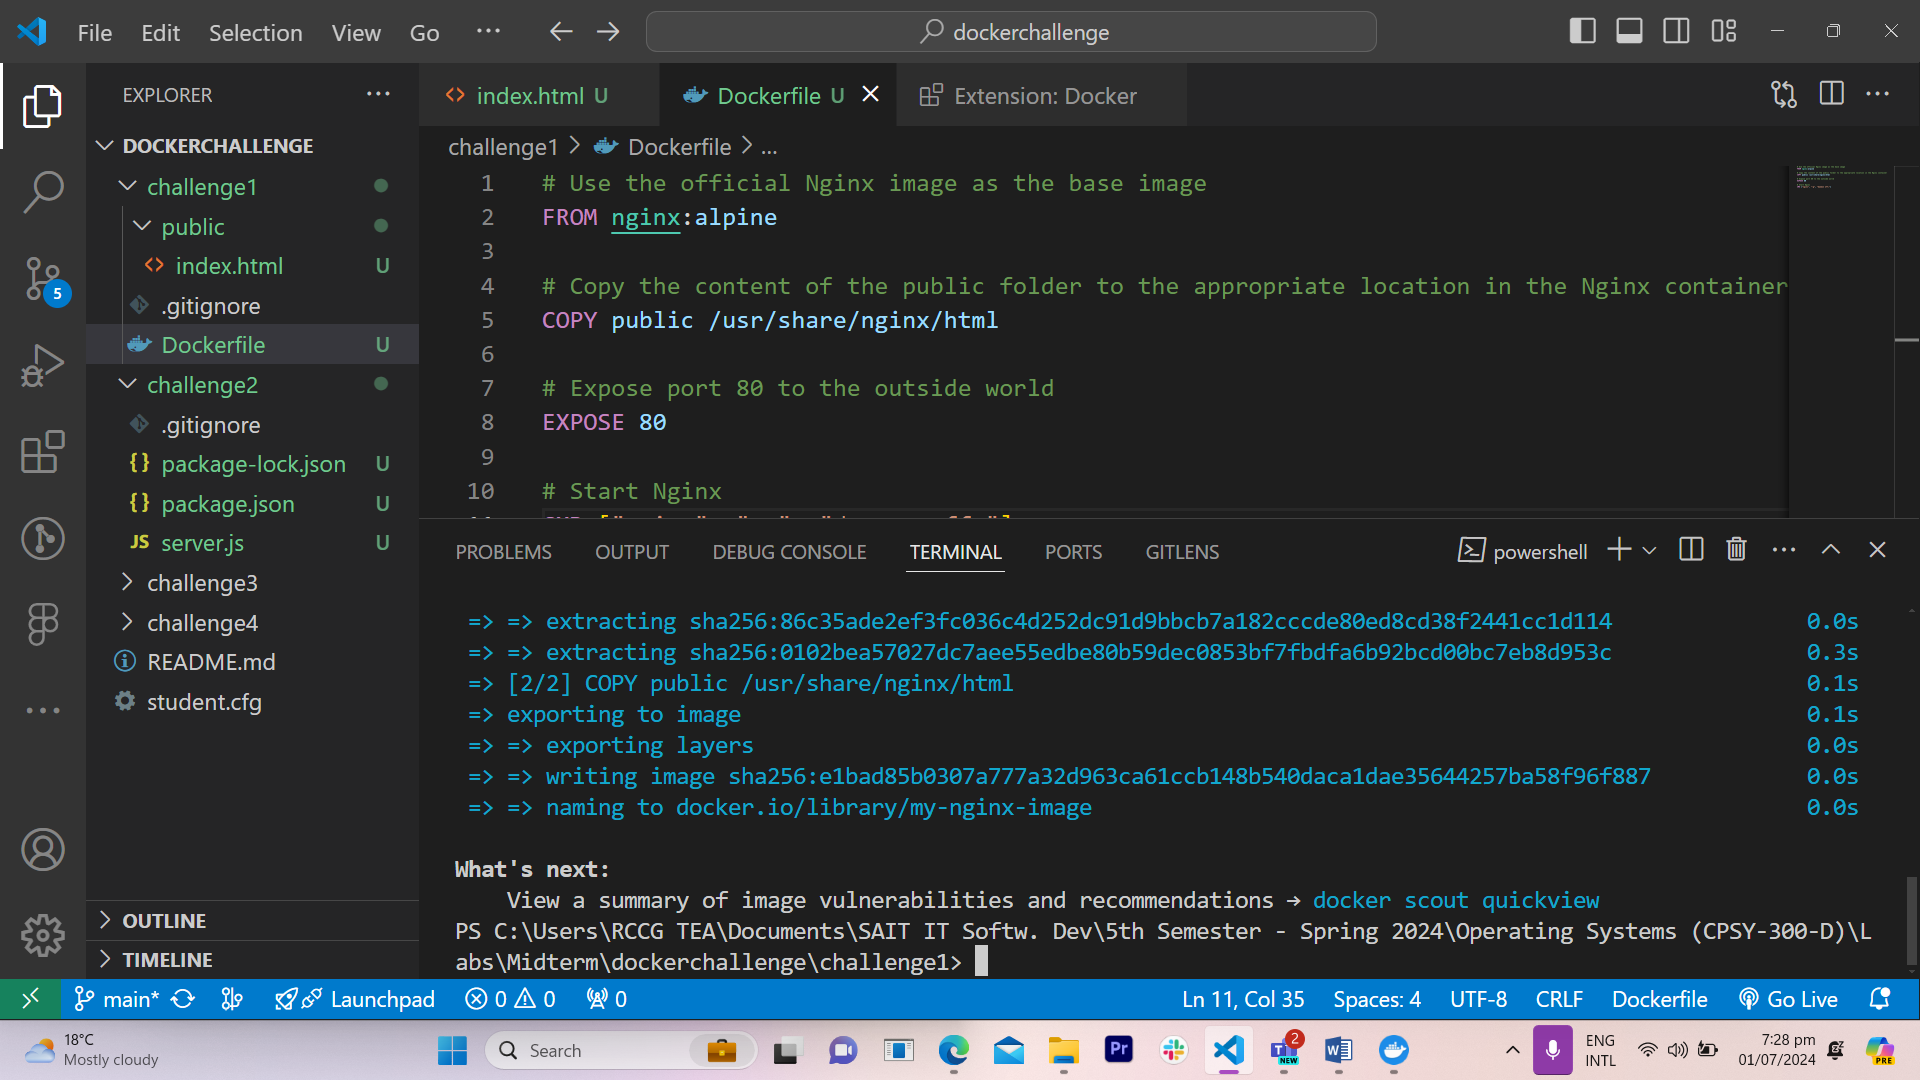 File Edit Selection View Go ··· dockerchallenge
EXPLORER ···
DOCKERCHALLENGE
challenge1
public
index.html U
.gitignore
Dockerfile U
challenge2
.gitignore
package-lock.json U
package.json U
JS server.js U
challenge3
challenge4
README.md
student.cfg
OUTLINE
TIMELINE
5
index.html U
Dockerfile U
Extension: Docker
challenge1 > Dockerfile > ...
1 # Use the official Nginx image as the base image
2 FROM nginx:alpine
3
4 # Copy the content of the public folder to the appropriate location in the Nginx container
5 COPY public /usr/share/nginx/html
6
7 # Expose port 80 to the outside world
8 EXPOSE 80
9
10 # Start Nginx
PROBLEMS OUTPUT DEBUG CONSOLE TERMINAL PORTS GITLENS powershell
=> => extracting sha256:86c35ade2ef3fc036c4d252dc91d9bbcb7a182cccde80ed8cd38f2441cc1d114 0.0s
=> => extracting sha256:0102bea57027dc7aee55edbe80b59dec0853bf7fbdfa6b92bcd00bc7eb8d953c 0.3s
=> [2/2] COPY public /usr/share/nginx/html 0.1s
=> exporting to image 0.1s
=> => exporting layers 0.0s
=> => writing image sha256:e1bad85b0307a777a32d963ca61ccb148b540daca1dae35644257ba58f96f887 0.0s
=> => naming to docker.io/library/my-nginx-image 0.0s
What's next:
View a summary of image vulnerabilities and recommendations → docker scout quickview
PS C:\Users\RCCG TEA\Documents\SAIT IT Softw. Dev\5th Semester - Spring 2024\Operating Systems (CPSY-300-D)\L
abs\Midterm\dockerchallenge\challenge1>
main* Launchpad 0 0 0 Ln 11, Col 35 Spaces: 4 UTF-8 CRLF Dockerfile Go Live
18°C
Mostly cloudy
Search
Pr
2
NEW
W
ENG
INTL
7:28 pm
01/07/2024
PRE